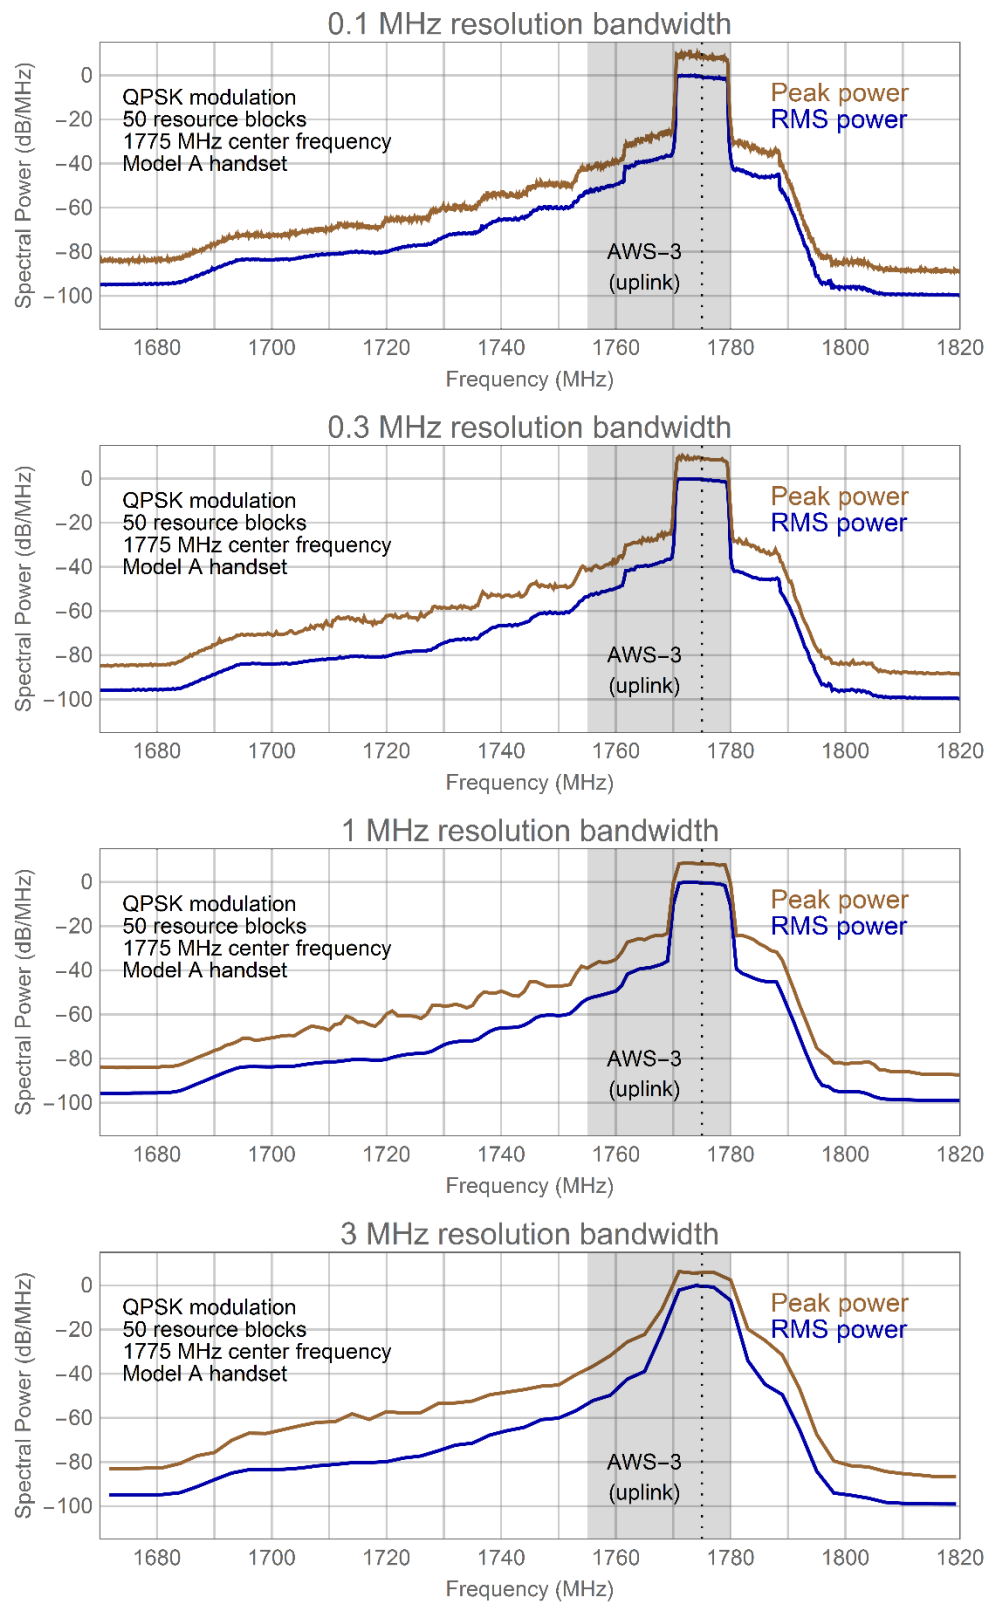 0.1 MHz resolution bandwidth
Spectral Power (dB/MHz)
0
−20
−40
−60
−80
−100
QPSK modulation
50 resource blocks
1775 MHz center frequency
Model A handset
Peak power
RMS power
AWS−3
(uplink)
1680 1700 1720 1740 1760 1780 1800 1820
Frequency (MHz)
0.3 MHz resolution bandwidth
Spectral Power (dB/MHz)
0
−20
−40
−60
−80
−100
QPSK modulation
50 resource blocks
1775 MHz center frequency
Model A handset
Peak power
RMS power
AWS−3
(uplink)
1680 1700 1720 1740 1760 1780 1800 1820
Frequency (MHz)
1 MHz resolution bandwidth
Spectral Power (dB/MHz)
0
−20
−40
−60
−80
−100
QPSK modulation
50 resource blocks
1775 MHz center frequency
Model A handset
Peak power
RMS power
AWS−3
(uplink)
1680 1700 1720 1740 1760 1780 1800 1820
Frequency (MHz)
3 MHz resolution bandwidth
Spectral Power (dB/MHz)
0
−20
−40
−60
−80
−100
QPSK modulation
50 resource blocks
1775 MHz center frequency
Model A handset
Peak power
RMS power
AWS−3
(uplink)
1680 1700 1720 1740 1760 1780 1800 1820
Frequency (MHz)